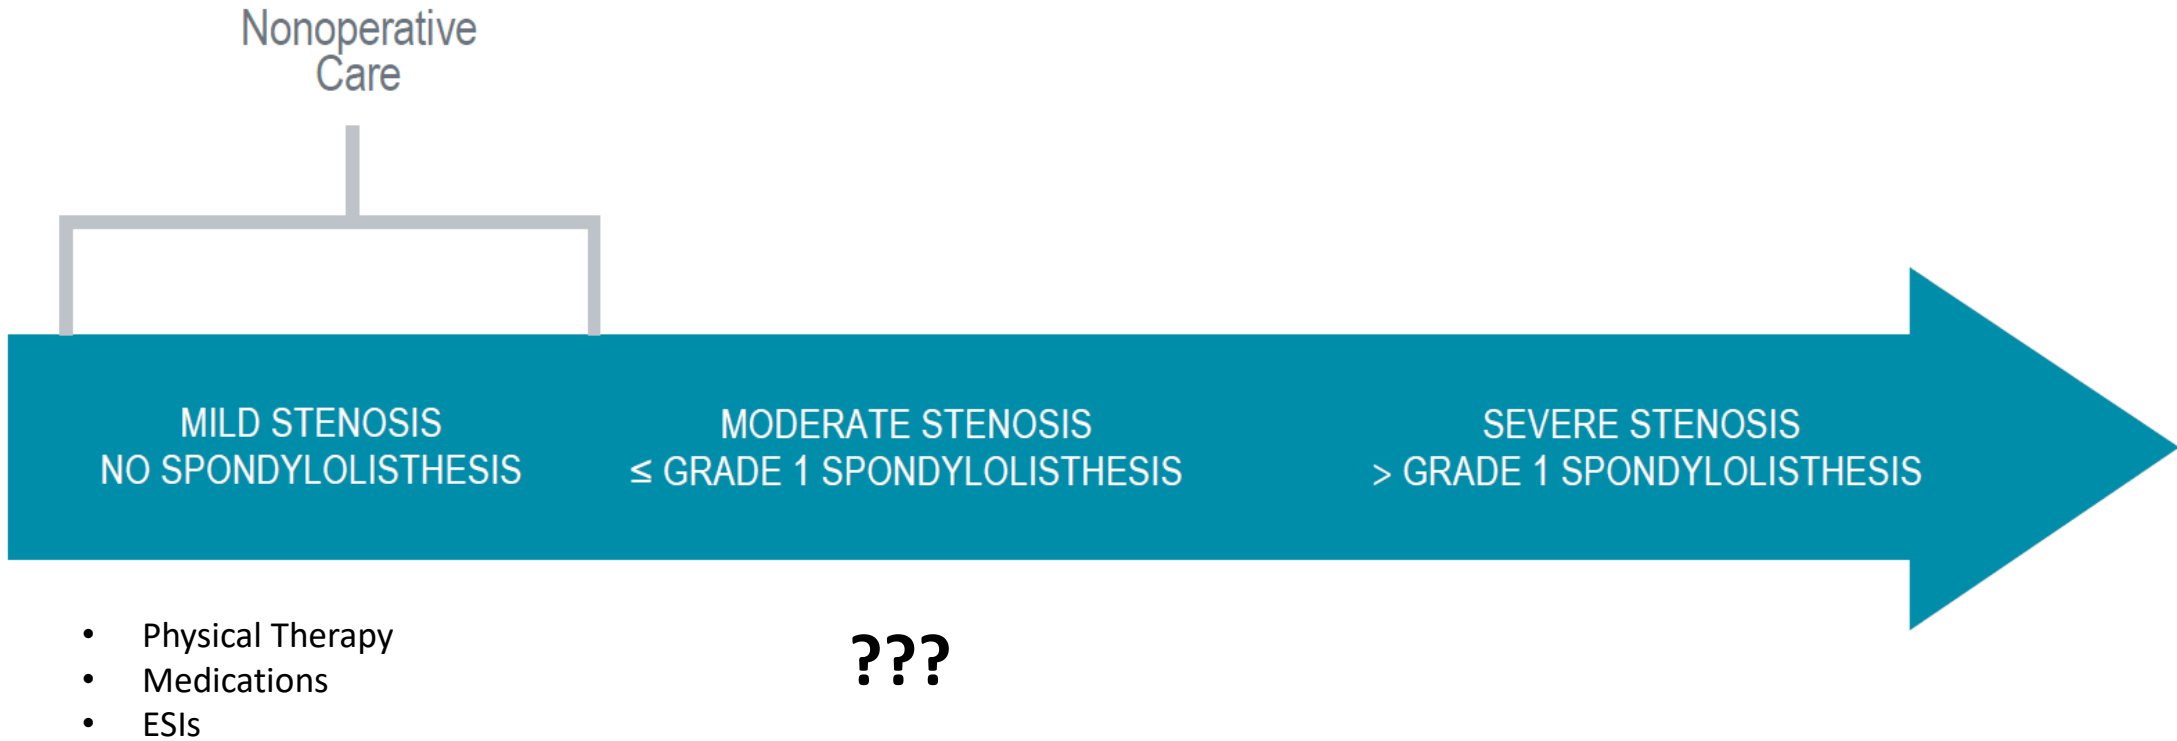 Nonoperative
Care
MILD STENOSIS
NO SPONDYLOLISTHESIS
MODERATE STENOSIS
≤ GRADE 1 SPONDYLOLISTHESIS
SEVERE STENOSIS
> GRADE 1 SPONDYLOLISTHESIS
• Physical Therapy
• Medications
• ESIs
???